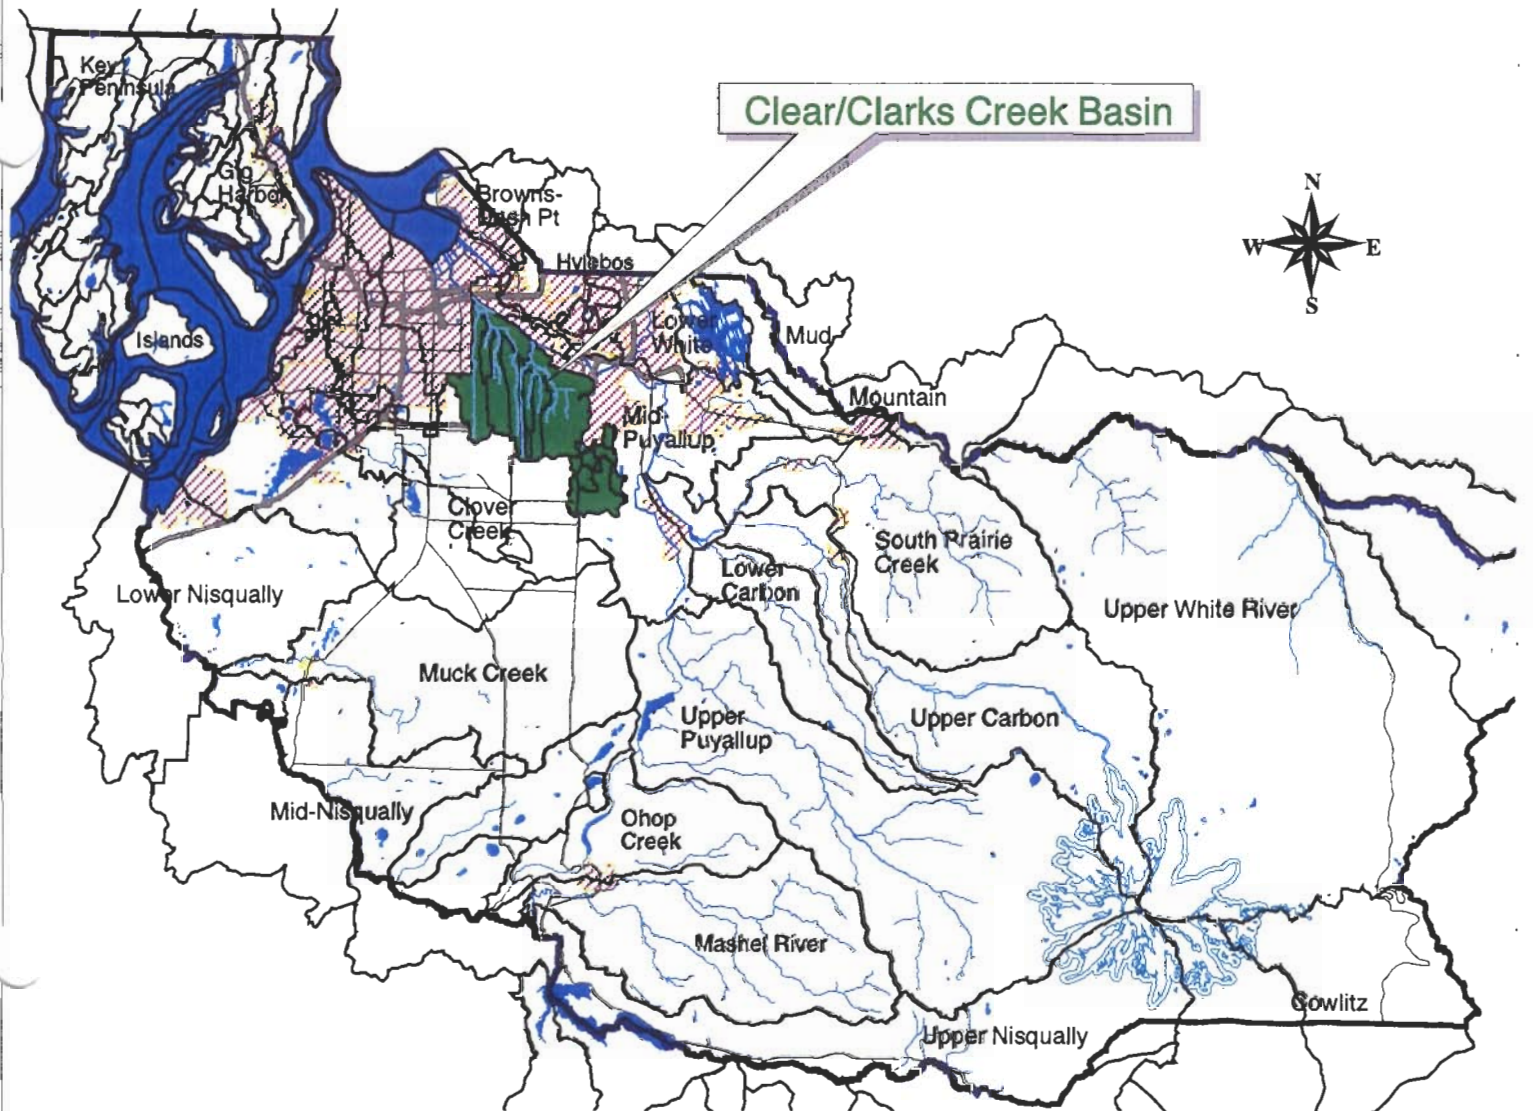 Key
Peninsula
Clear/Clarks Creek Basin
Gig
Harbor
Browns-
Dash Pt
N
W
E
S
Hylebos
Islands
Lower
White
Mud
Mountain
Mid-
Puyallup
Clover
Creek
South Prairie
Creek
Lower
Carbon
Lower Nisqually
Upper White River
Muck Creek
Upper
Puyallup
Upper Carbon
Mid-Nisqually
Ohop
Creek
Mashel River
Cowlitz
Upper Nisqually